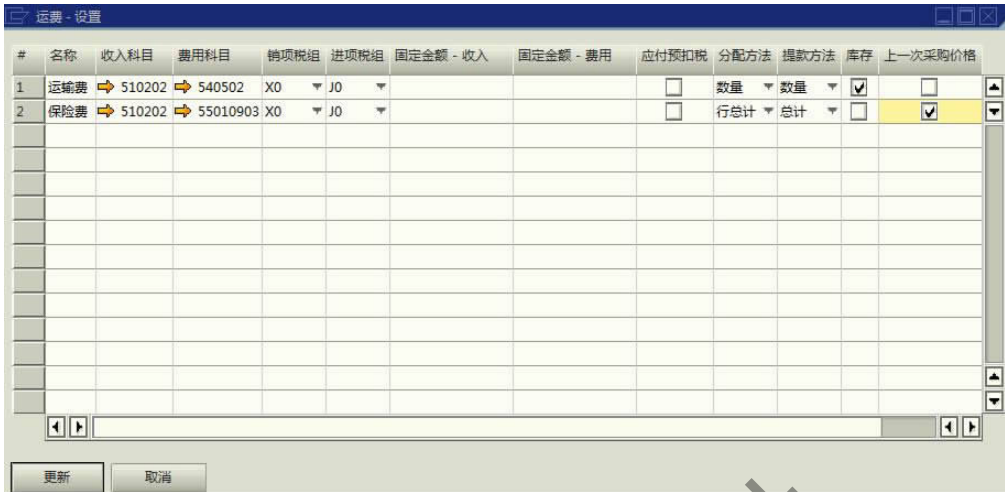 运费 - 设置
# 名称 收入科目 费用科目 销项税组 进项税组 固定金额 - 收入 固定金额 - 费用 应付预扣税 分配方法 提款方法 库存 上一次采购价格
1 运输费 510202 540502 X0 J0 数量 数量
2 保险费 510202 55010903 X0 J0 行总计 总计
更新 取消